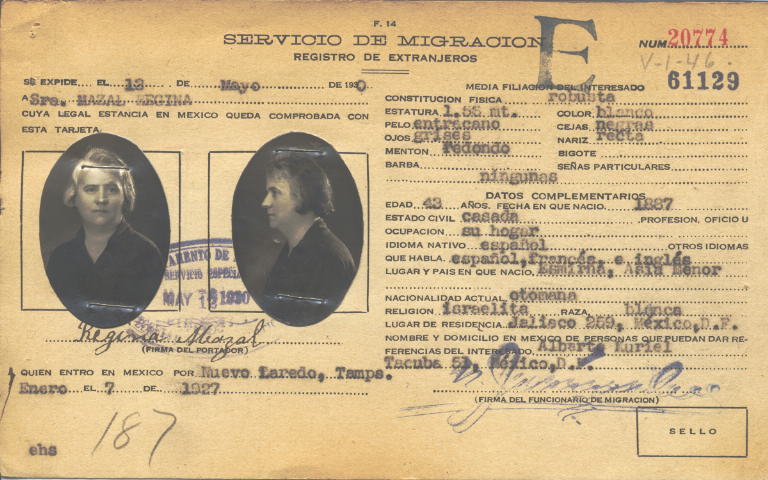 F. 14
SERVICIO DE MIGRACION
REGISTRO DE EXTRANJEROS
E
NUM. 20774
V-1-46.
61129
SE EXPIDE EL 12 DE Mayo DE 1930
A Sra. MAZAL REGINA
CUYA LEGAL ESTANCIA EN MEXICO QUEDA COMPROBADA CON
ESTA TARJETA
MAY 1930
Regina Mazal
(FIRMA DEL PORTADOR)
QUIEN ENTRO EN MEXICO POR Nuevo Laredo, Tamps.
Enero EL 7 DE 1927
187
ehs
MEDIA FILIACION DEL INTERESADO
CONSTITUCION FISICA robusta
ESTATURA 1.56 mt. COLOR blanco
PELO entrecano CEJAS negras
OJOS grises NARIZ recta
MENTON redondo BIGOTE
BARBA SEÑAS PARTICULARES
ningunas
DATOS COMPLEMENTARIOS
EDAD 43 AÑOS. FECHA EN QUE NACIO. 1887
ESTADO CIVIL casada PROFESION, OFICIO U
OCUPACION su hogar
IDIOMA NATIVO español OTROS IDIOMAS
QUE HABLA. español, francés, e inglés
LUGAR Y PAIS EN QUE NACIO. Esmirna, Asia Menor
NACIONALIDAD ACTUAL otomana
RELIGION israelita RAZA blanca
LUGAR DE RESIDENCIA. Jalisco 259, México, D.F.
NOMBRE Y DOMICILIO EN MEXICO DE PERSONAS QUE PUEDAN DAR RE-
FERENCIAS DEL INTERESADO Alberto Kuriel
Tacuba 51, México, D.F.
(FIRMA DEL FUNCIONARIO DE MIGRACION)
SELLO